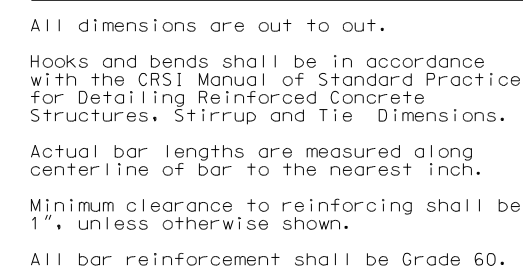 All dimensions are out to out.
Hooks and bends shall be in accordance
with the CRSI Manual of Standard Practice
for Detailing Reinforced Concrete
Structures, Stirrup and Tie Dimensions.
Actual bar lengths are measured along
centerline of bar to the nearest inch.
Minimum clearance to reinforcing shall be
1", unless otherwise shown.
All bar reinforcement shall be Grade 60.